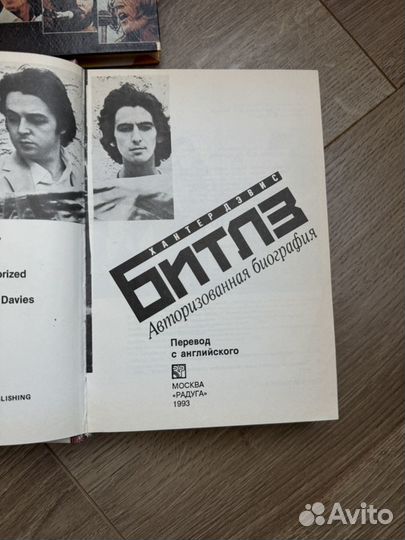 orized
Davies
LISHING
ХАНТЕР ДЭВИС
БИТЛЗ
Авторизованная биография
Перевод
с английского
МОСКВА
«РАДУГА»
1993
Avito